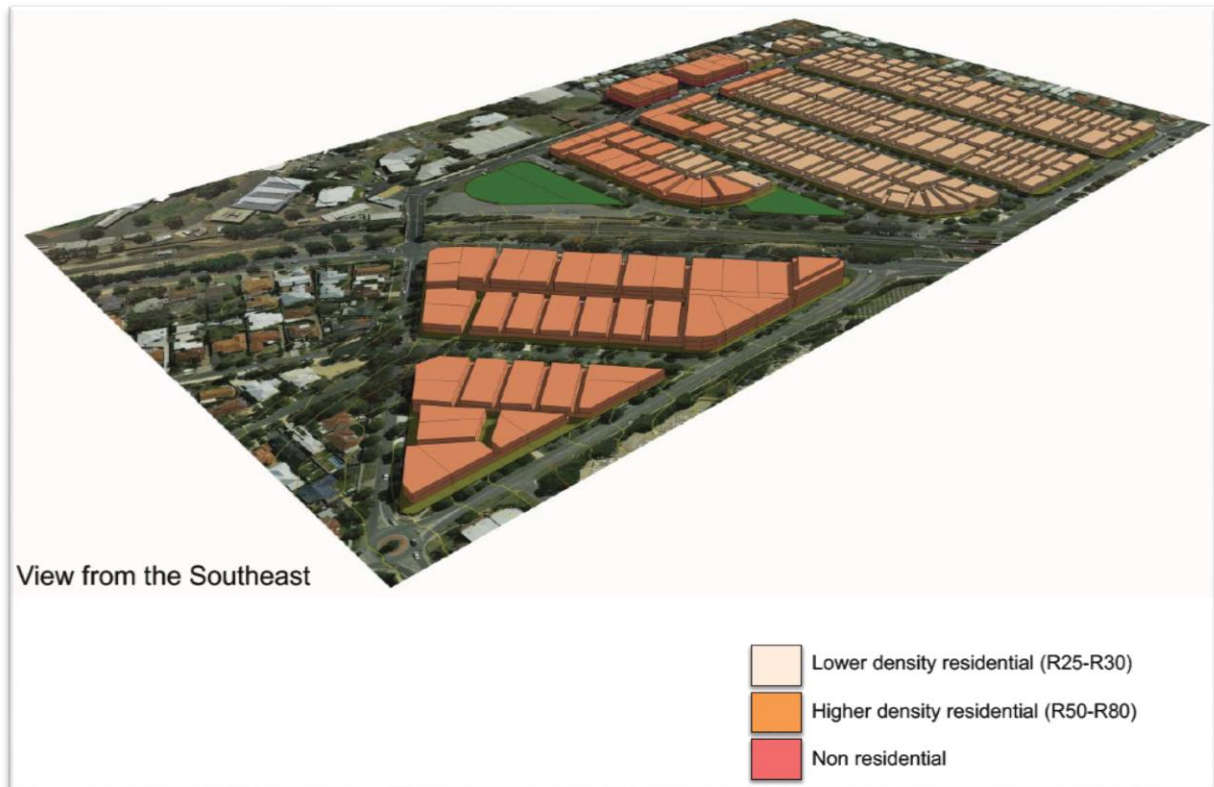 View from the Southeast
Lower density residential (R25-R30)
Higher density residential (R50-R80)
Non residential